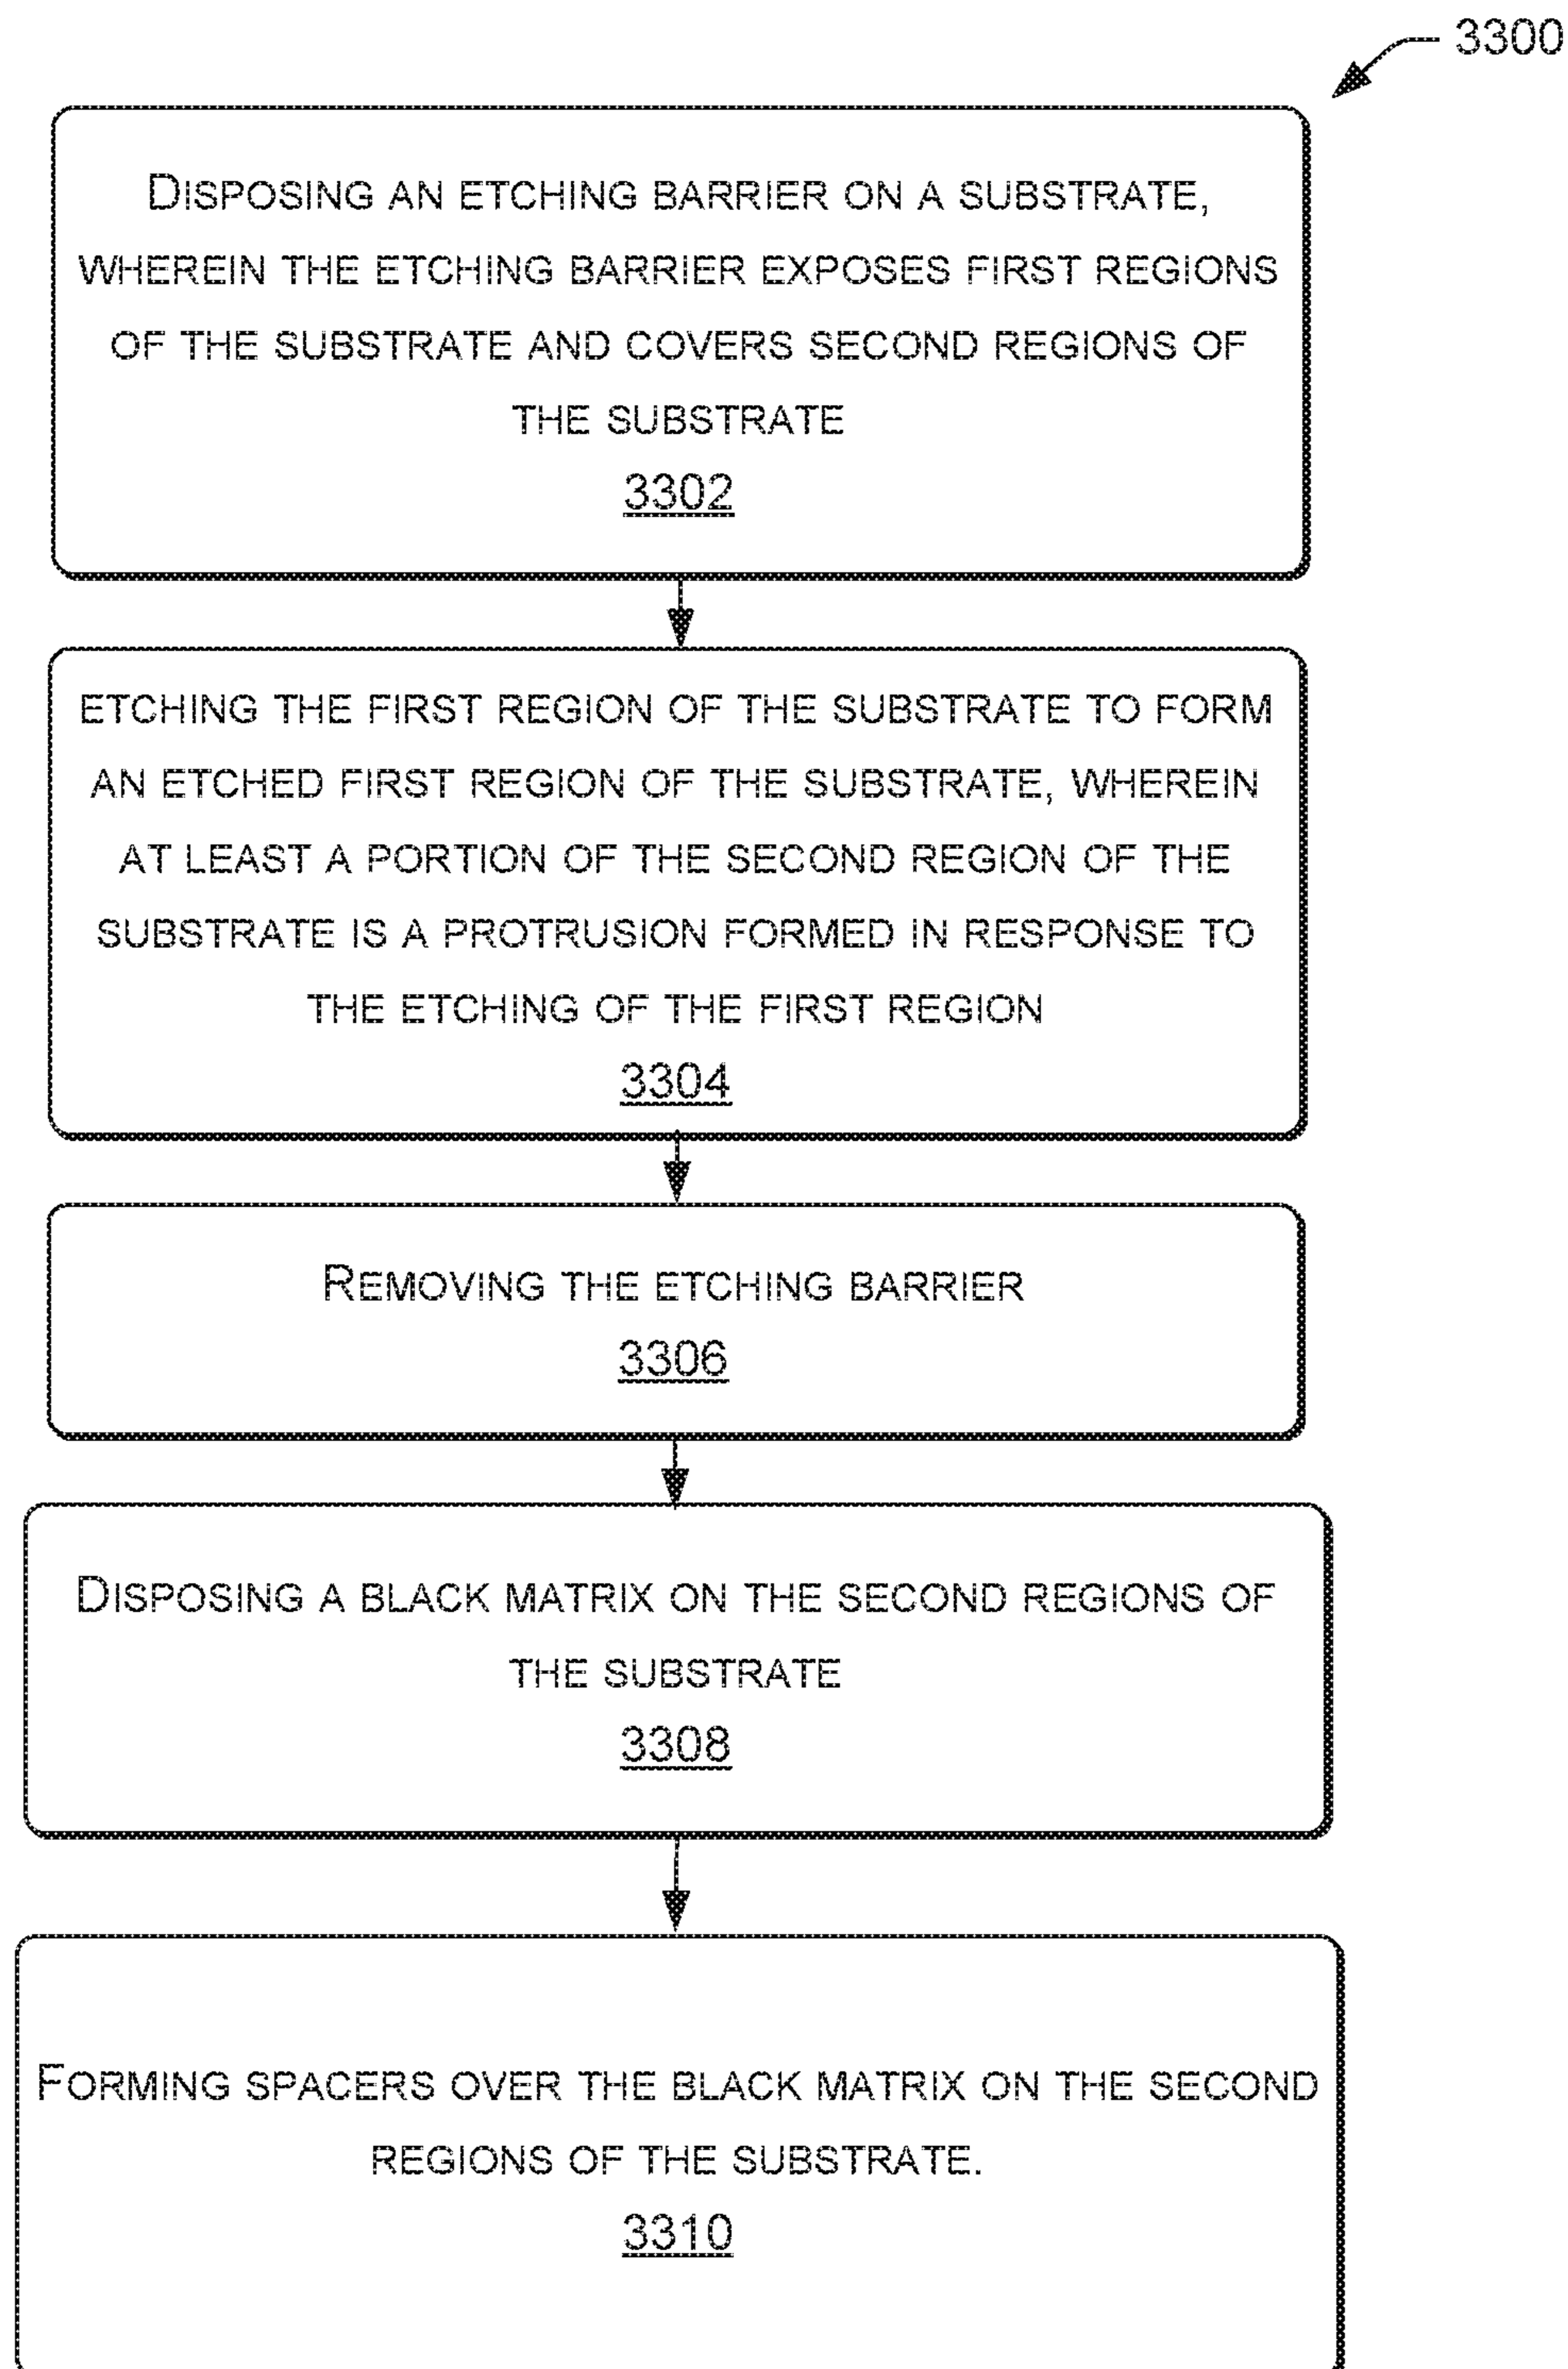 3300
DISPOSING AN ETCHING BARRIER ON A SUBSTRATE,
WHEREIN THE ETCHING BARRIER EXPOSES FIRST REGIONS
OF THE SUBSTRATE AND COVERS SECOND REGIONS OF
THE SUBSTRATE
3302
ETCHING THE FIRST REGION OF THE SUBSTRATE TO FORM
AN ETCHED FIRST REGION OF THE SUBSTRATE, WHEREIN
AT LEAST A PORTION OF THE SECOND REGION OF THE
SUBSTRATE IS A PROTRUSION FORMED IN RESPONSE TO
THE ETCHING OF THE FIRST REGION
3304
REMOVING THE ETCHING BARRIER
3306
DISPOSING A BLACK MATRIX ON THE SECOND REGIONS OF
THE SUBSTRATE
3308
FORMING SPACERS OVER THE BLACK MATRIX ON THE SECOND
REGIONS OF THE SUBSTRATE.
3310